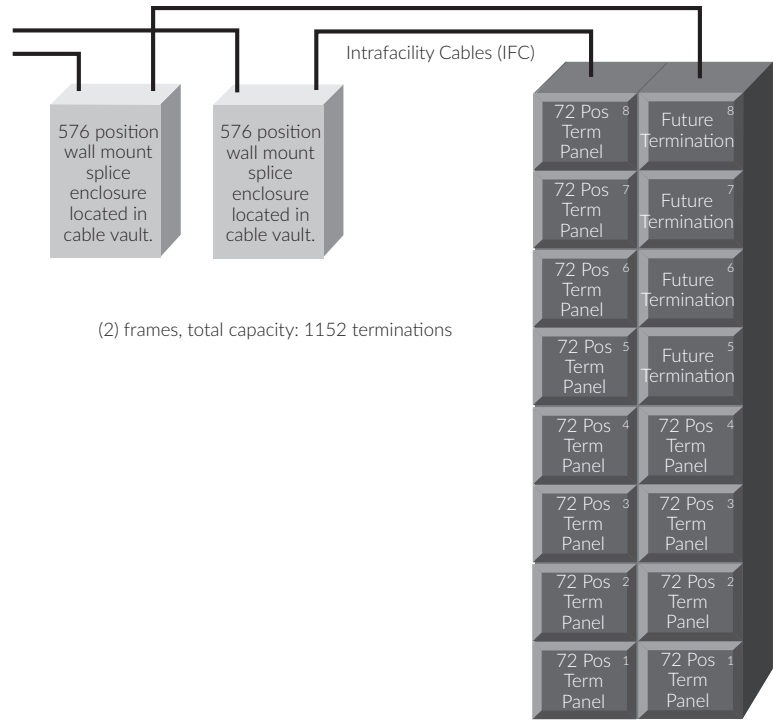 Intrafacility Cables (IFC)
576 position
wall mount
splice
enclosure
located in
cable vault.
576 position
wall mount
splice
enclosure
located in
cable vault.
(2) frames, total capacity: 1152 terminations
72 Pos 8
Term
Panel
Future 8
Termination
72 Pos 7
Term
Panel
Future 7
Termination
72 Pos 6
Term
Panel
Future 6
Termination
72 Pos 5
Term
Panel
Future 5
Termination
72 Pos 4
Term
Panel
72 Pos 4
Term
Panel
72 Pos 3
Term
Panel
72 Pos 3
Term
Panel
72 Pos 2
Term
Panel
72 Pos 2
Term
Panel
72 Pos 1
Term
Panel
72 Pos 1
Term
Panel